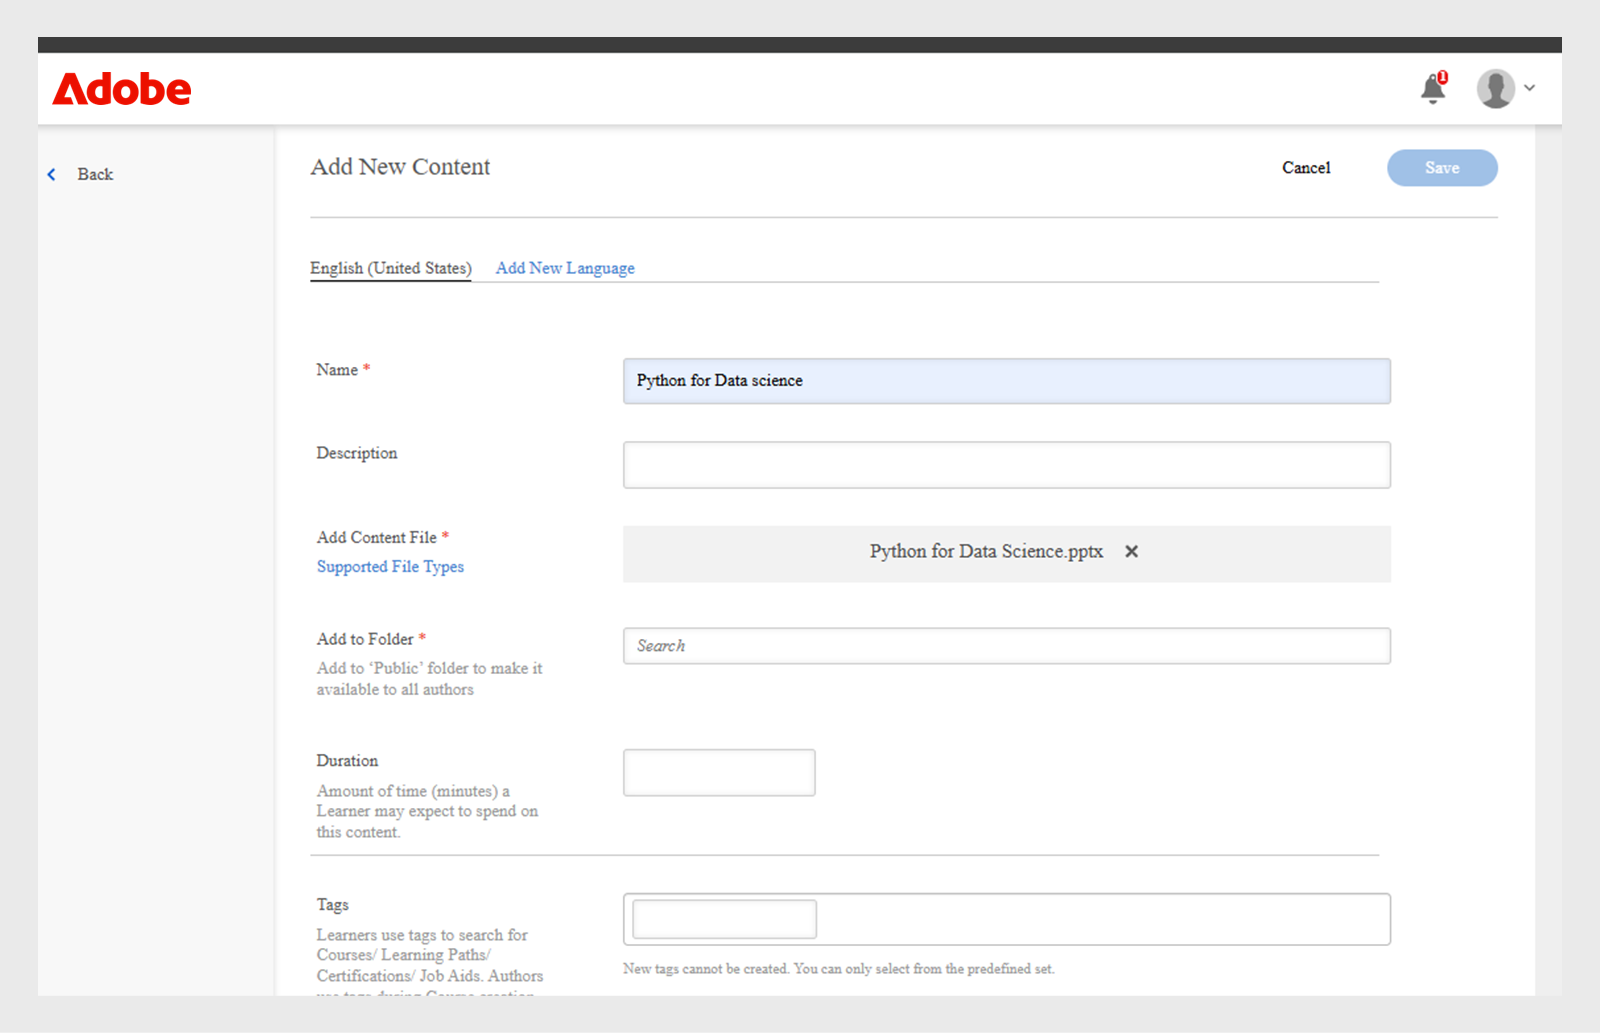 Adobe
1
Back
Add New Content
Cancel
Save
English (United States)
Add New Language
Name *
Python for Data science
Description
Add Content File *
Supported File Types
Python for Data Science.pptx
Add to Folder *
Add to ‘Public’ folder to make it
available to all authors
Search
Duration
Amount of time (minutes) a
Learner may expect to spend on
this content.
Tags
Learners use tags to search for
Courses/ Learning Paths/
Certifications/ Job Aids. Authors
New tags cannot be created. You can only select from the predefined set.